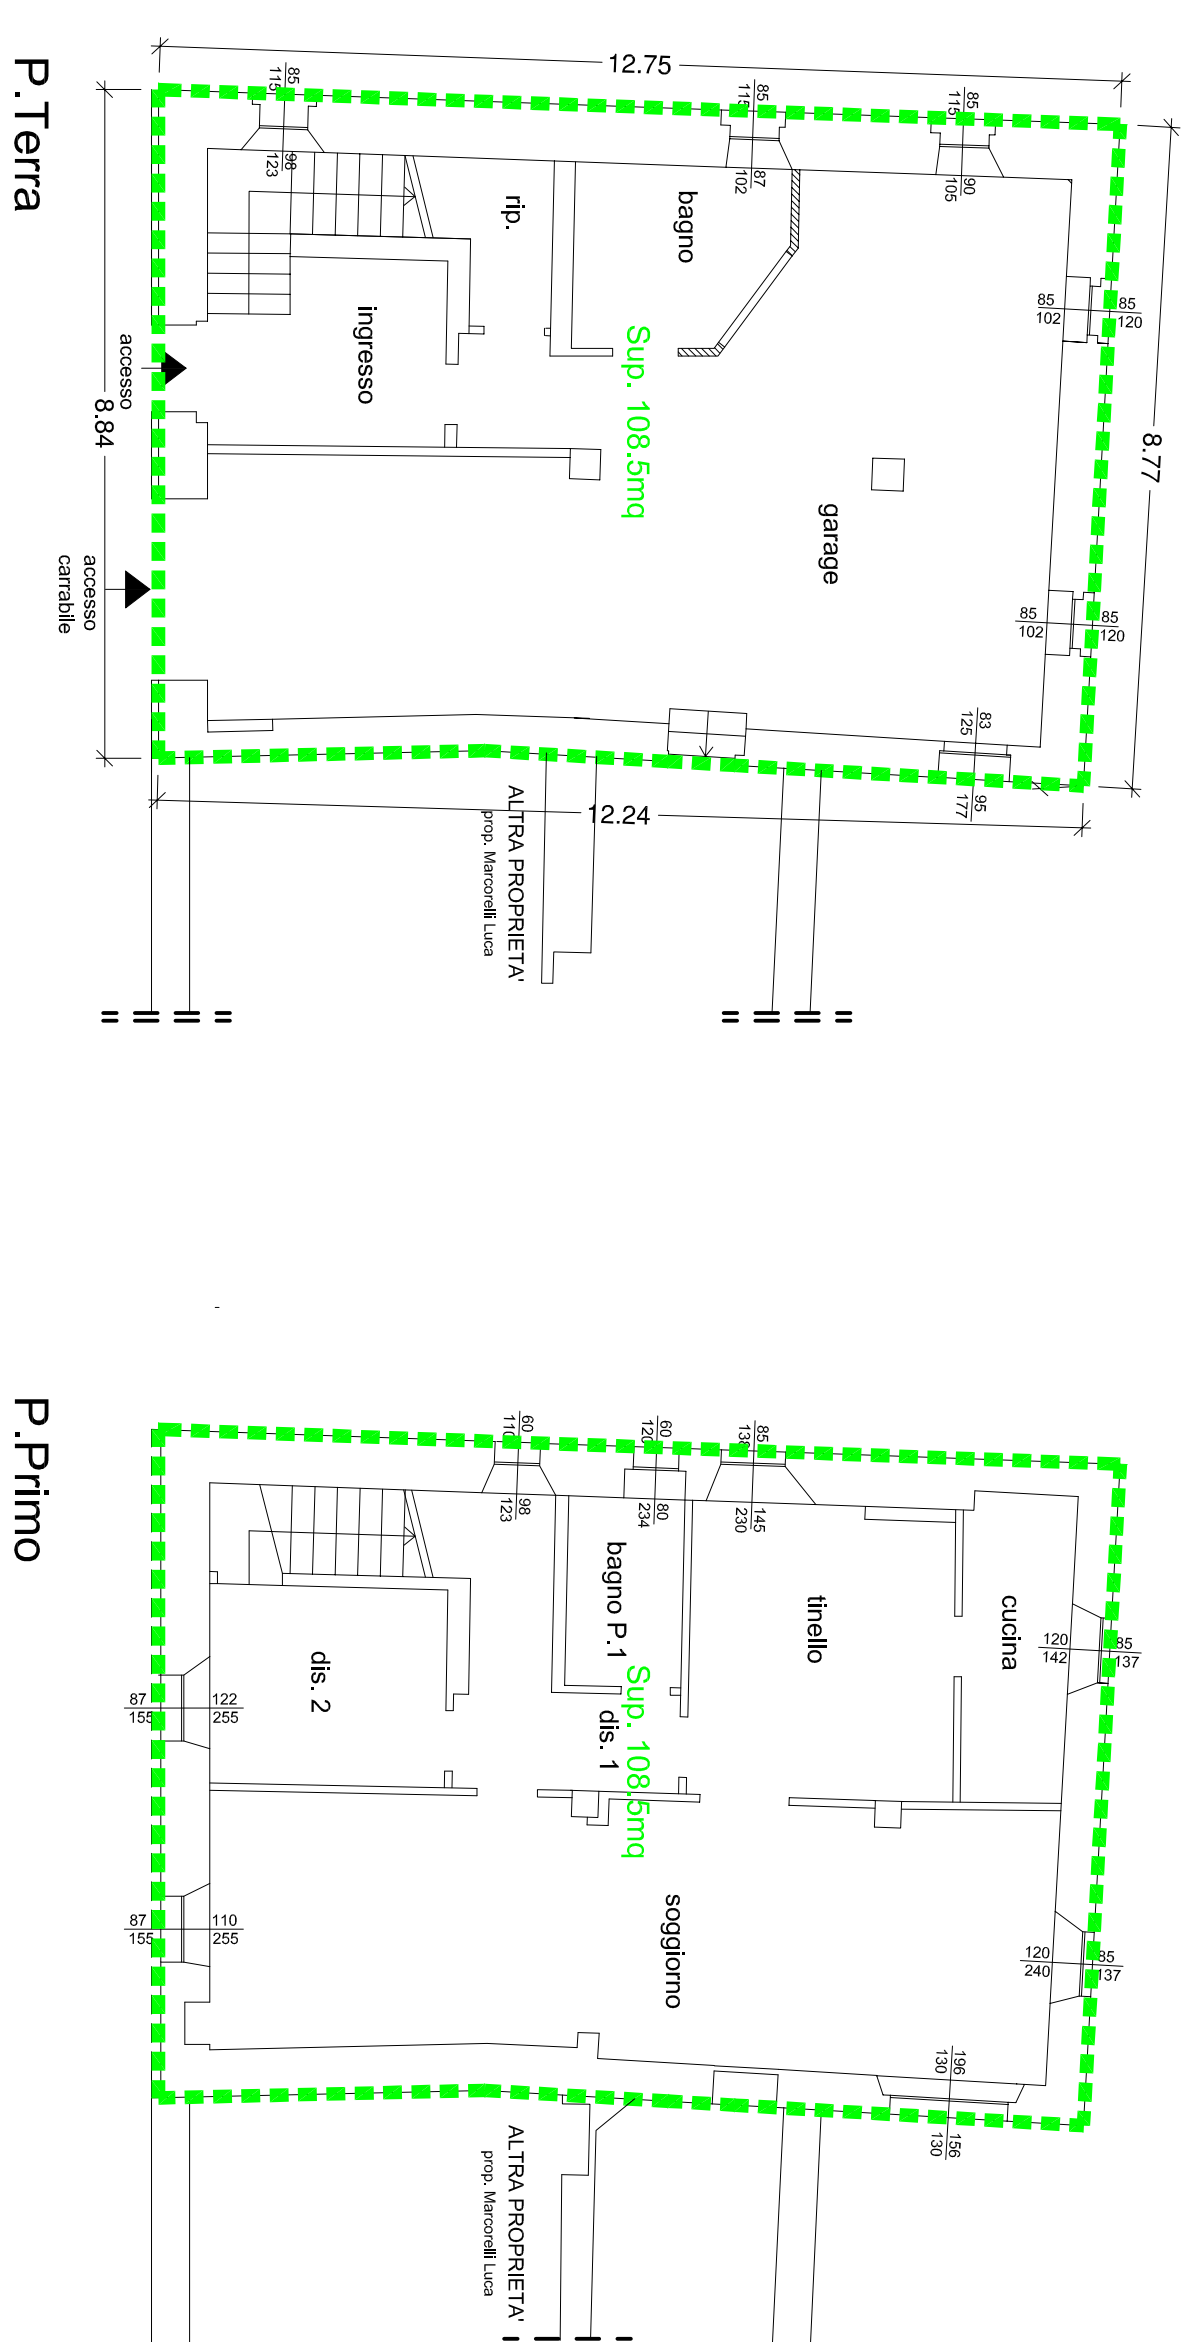 P.Terra
12.75
8.77
8.84
12.24
85
115
98
123
85
115
87
102
85
115
90
105
85
102
85
120
85
102
85
120
83
125
95
177
rip.
bagno
ingresso
Sup. 108.5mq
garage
accesso
accesso
carrabile
ALTRA PROPRIETA'
prop. Marcorelli Luca
P.Primo
60
110
98
123
60
120
80
234
85
138
145
230
120
142
85
137
87
155
122
255
87
155
110
255
120
240
85
137
196
130
156
130
bagno P.1
tinello
cucina
dis. 2
dis. 1
Sup. 108.5mq
soggiorno
ALTRA PROPRIETA'
prop. Marcorelli Luca